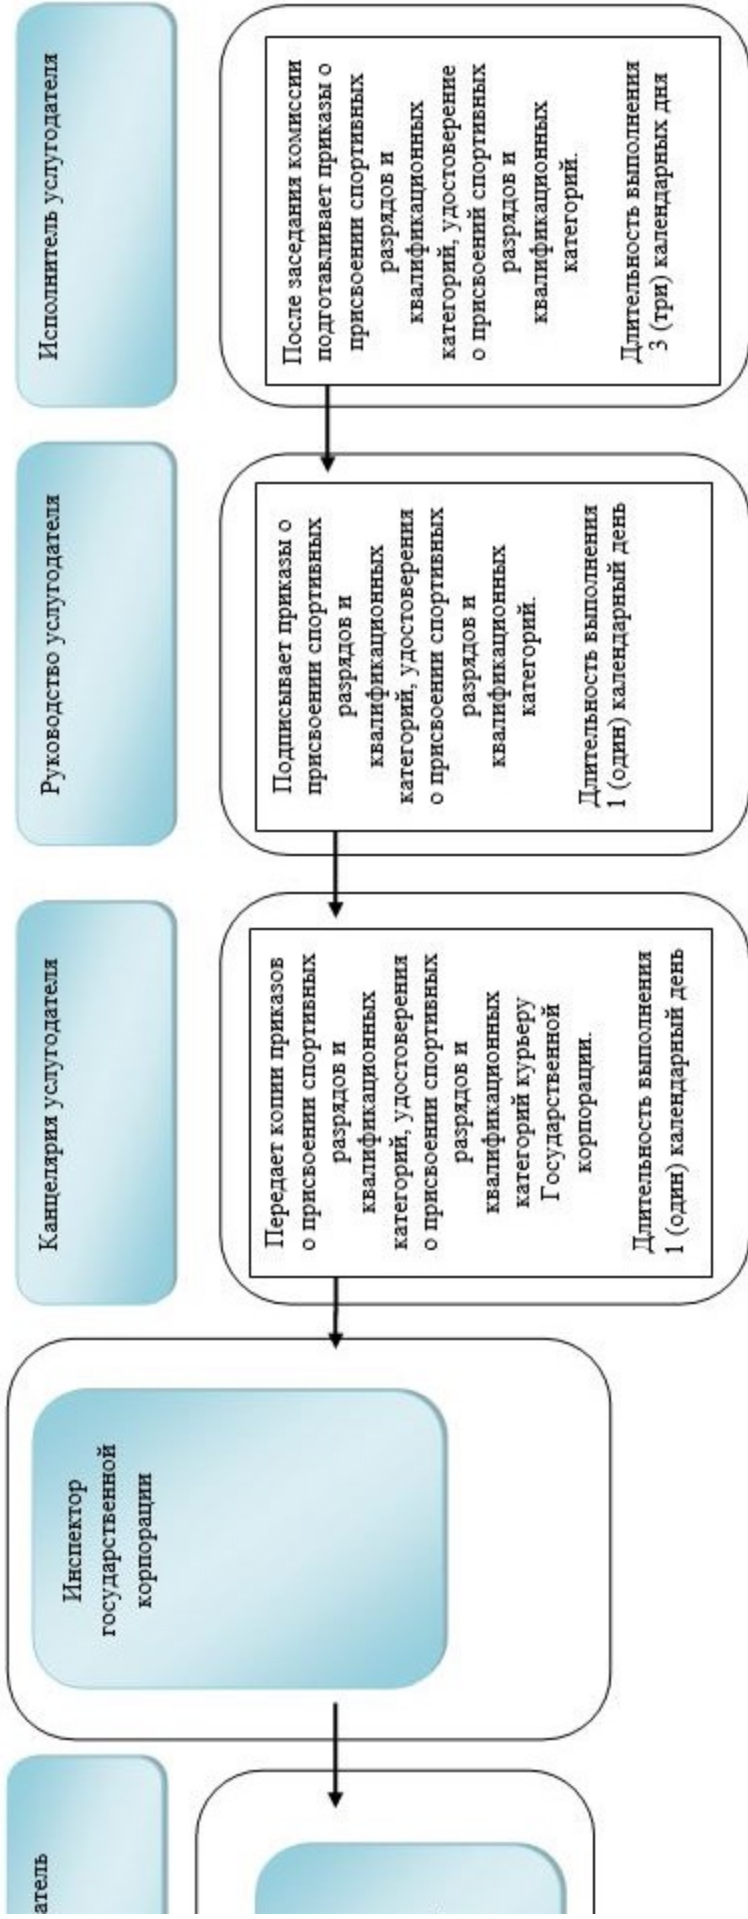 Исполнитель услугодателя
После заседания комиссии
подготавливает приказы о
присвоении спортивных
разрядов и
квалификационных
категорий, удостоверение
о присвоений спортивных
разрядов и
квалификационных
категорий.
Длительность выполнения
3 (три) календарных дня
Руководство услугодателя
Подписывает приказы о
присвоении спортивных
разрядов и
квалификационных
категорий, удостоверения
о присвоении спортивных
разрядов и
квалификационных
категорий.
Длительность выполнения
1 (один) календарный день
Канцелярия услугодателя
Передает копии приказов
о присвоении спортивных
разрядов и
квалификационных
категорий, удостоверения
о присвоении спортивных
разрядов и
квалификационных
категорий курьеру
Государственной
корпорации.
Длительность выполнения
1 (один) календарный день
Инспектор
государственной
корпорации
атель